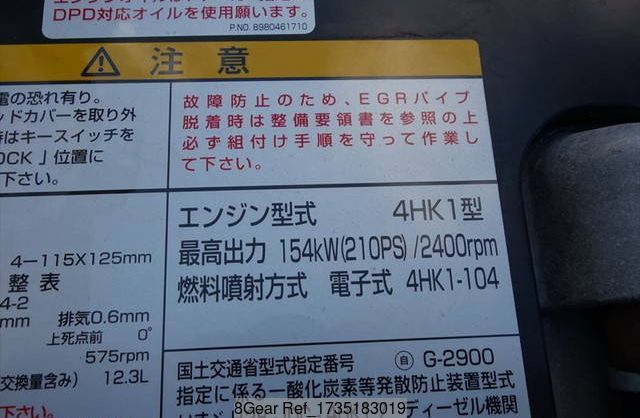 DPD対応オイルを使用願います。
P.NO. 8980461710
注意
電の恐れ有り。
ッドカバーを取り外
時はキースイッチを
OCK」位置に
下さい。
故障防止のため、EGRパイプ
脱着時は整備要領書を参照の上
必ず組付け手順を守って作業し
て下さい。
4−115X125mm
整表
4-2
mm 排気0.6mm
上死点前 0°
575rpm
交換量含み) 12.3L
エンジン型式 4HK1型
最高出力 154kW(210PS)/2400rpm
燃料噴射方式 電子式 4HK1-104
国土交通省型式指定番号 自 G-2900
指定に係る一酸化炭素等発散防止装置型式
ディーゼル機関
8Gear Ref_1735183019